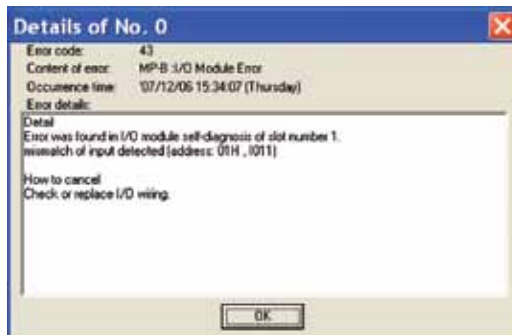 Details of No. 0
Error code: 43
Content of error: MP-B :I/O Module Error
Occurrence time: '07/12/06 15:34:07 (Thursday)
Error details:
Detail
Error was found in I/O module self-diagnosis of slot number 1.
mismatch of input detected (address: 01H , I011)
How to cancel
Check or replace I/O wiring.
OK